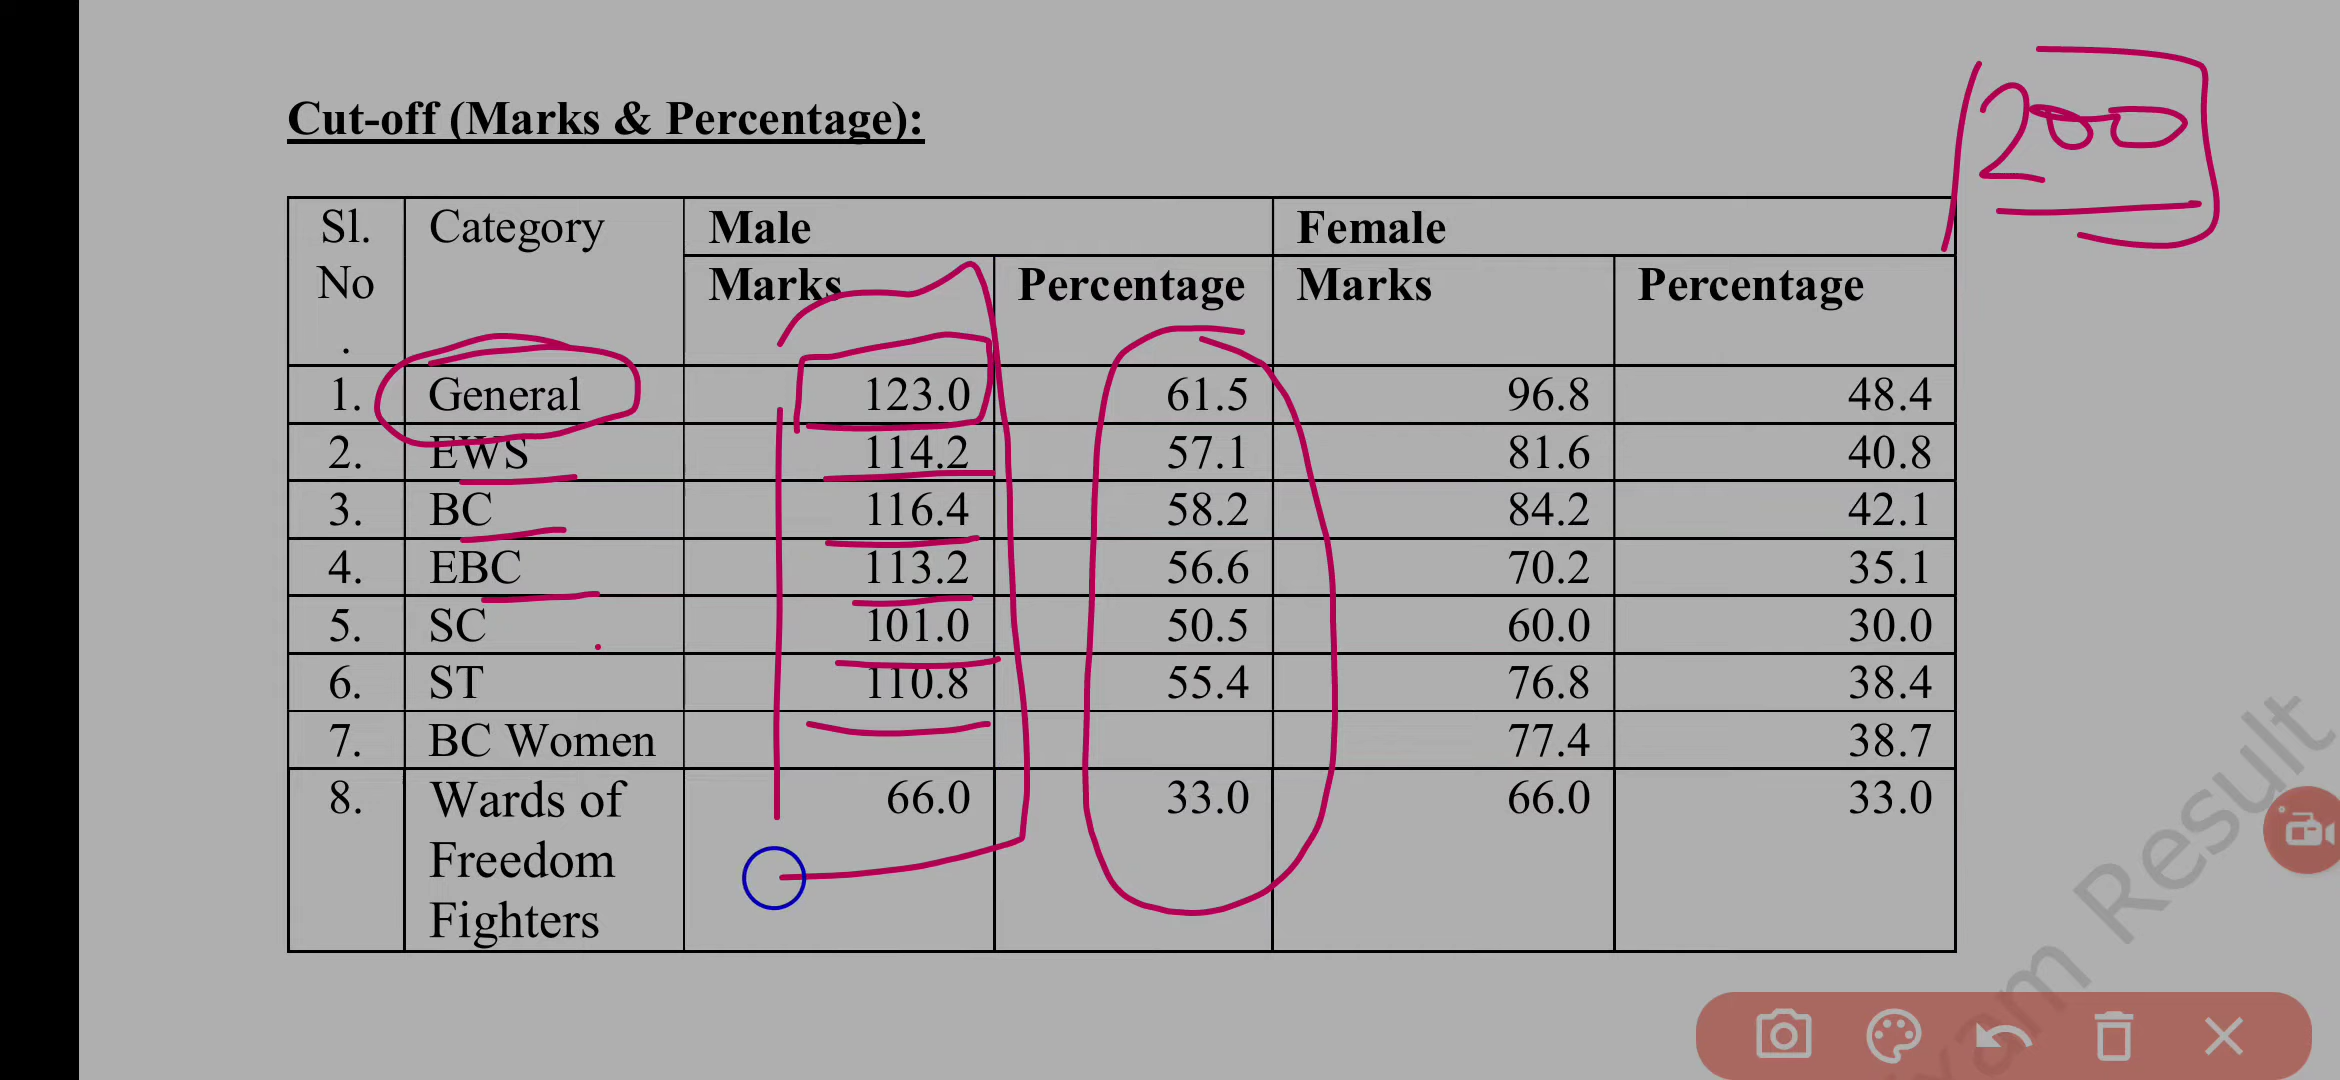 200
Cut-off (Marks & Percentage):
Sl. No. Category Male Female
Marks Percentage Marks Percentage
1. General 123.0 61.5 96.8 48.4
2. EWS 114.2 57.1 81.6 40.8
3. BC 116.4 58.2 84.2 42.1
4. EBC 113.2 56.6 70.2 35.1
5. SC 101.0 50.5 60.0 30.0
6. ST 110.8 55.4 76.8 38.4
7. BC Women 77.4 38.7
8. Wards of 66.0 33.0 66.0 33.0
Freedom
Fighters
Result